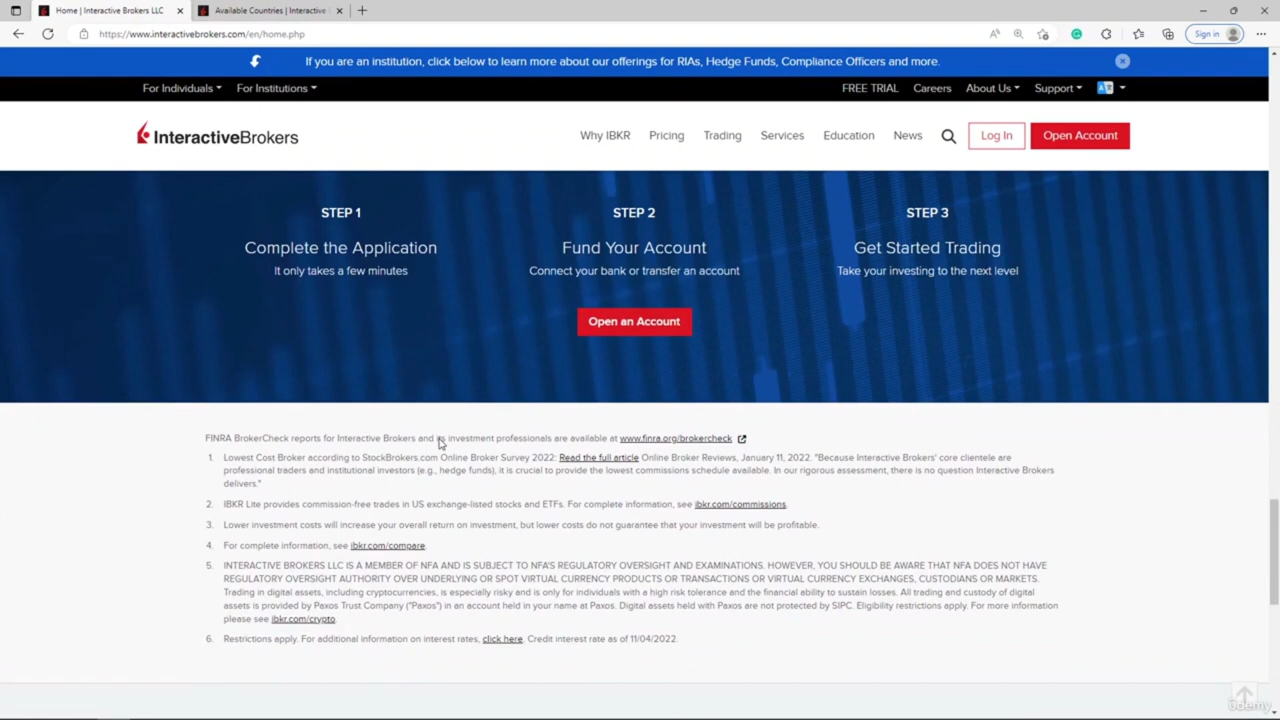 Home | Interactive Brokers LLC
Available Countries | Interactive
https://www.interactivebrokers.com/en/home.php
Sign in
If you are an institution, click below to learn more about our offerings for RIAs, Hedge Funds, Compliance Officers and more.
For Individuals For Institutions FREE TRIAL Careers About Us Support
InteractiveBrokers Why IBKR Pricing Trading Services Education News Log In Open Account
STEP 1 STEP 2 STEP 3
Complete the Application Fund Your Account Get Started Trading
It only takes a few minutes Connect your bank or transfer an account Take your investing to the next level
Open an Account
FINRA BrokerCheck reports for Interactive Brokers and its investment professionals are available at www.finra.org/brokercheck
1. Lowest Cost Broker according to StockBrokers.com Online Broker Survey 2022: Read the full article Online Broker Reviews, January 11, 2022. "Because Interactive Brokers' core clientele are
professional traders and institutional investors (e.g., hedge funds), it is crucial to provide the lowest commissions schedule available. In our rigorous assessment, there is no question Interactive Brokers
delivers."
2. IBKR Lite provides commission-free trades in US exchange-listed stocks and ETFs. For complete information, see ibkr.com/commissions.
3. Lower investment costs will increase your overall return on investment, but lower costs do not guarantee that your investment will be profitable.
4. For complete information, see ibkr.com/compare.
5. INTERACTIVE BROKERS LLC IS A MEMBER OF NFA AND IS SUBJECT TO NFA'S REGULATORY OVERSIGHT AND EXAMINATIONS. HOWEVER, YOU SHOULD BE AWARE THAT NFA DOES NOT HAVE
REGULATORY OVERSIGHT AUTHORITY OVER UNDERLYING OR SPOT VIRTUAL CURRENCY PRODUCTS OR TRANSACTIONS OR VIRTUAL CURRENCY EXCHANGES, CUSTODIANS OR MARKETS.
Trading in digital assets, including cryptocurrencies, is especially risky and is only for individuals with a high risk tolerance and the financial ability to sustain losses. All trading and custody of digital
assets is provided by Paxos Trust Company ("Paxos") in an account held in your name at Paxos. Digital assets held with Paxos are not protected by SIPC. Eligibility restrictions apply. For more information
please see ibkr.com/crypto.
6. Restrictions apply. For additional information on interest rates, click here. Credit interest rate as of 11/04/2022.
ûdemy